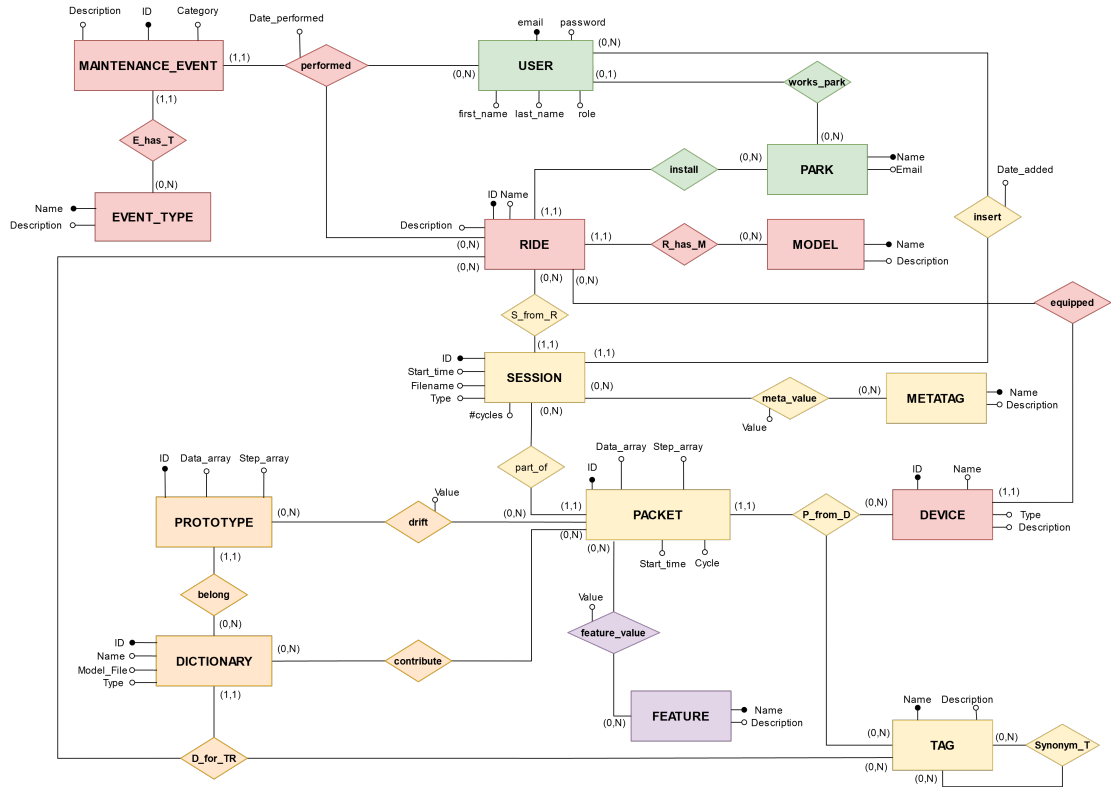 Description
ID
Category
Date_performed
email
password
MAINTENANCE_EVENT
(1,1)
performed
(0,N)
USER
(0,N)
(0,1)
works_park
first_name
last_name
role
(1,1)
E_has_T
(0,N)
EVENT_TYPE
Name
Description
install
(0,N)
(0,N)
PARK
Name
Email
Date_added
insert
ID
Name
Description
(1,1)
(0,N)
(0,N)
RIDE
(1,1)
R_has_M
(0,N)
MODEL
Name
Description
(0,N)
(0,N)
equipped
S_from_R
(1,1)
(1,1)
ID
Start_time
Filename
Type
#cycles
SESSION
(0,N)
(0,N)
meta_value
Value
(0,N)
METATAG
Name
Description
part_of
ID
Data_array
Step_array
PROTOTYPE
(0,N)
Value
drift
(0,N)
ID
Data_array
Step_array
(1,1)
(0,N)
(0,N)
PACKET
(1,1)
Start_time
Cycle
P_from_D
(0,N)
ID
Name
DEVICE
(1,1)
Type
Description
(1,1)
belong
(0,N)
ID
Name
Model_File
Type
DICTIONARY
(0,N)
contribute
(1,1)
Value
feature_value
(0,N)
FEATURE
Name
Description
D_for_TR
Name
Description
(0,N)
(0,N)
TAG
(0,N)
(0,N)
Synonym_T